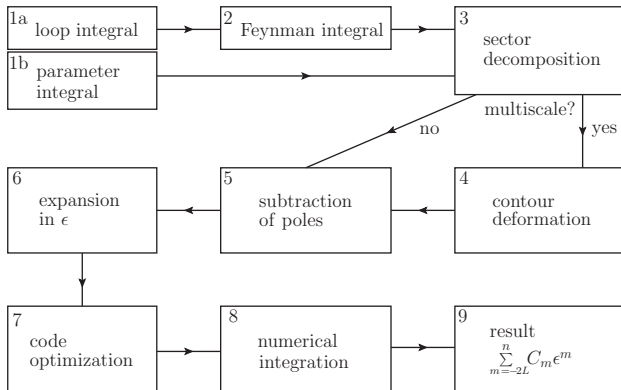 1a loop integral
2 Feynman integral
3 sector decomposition
1b parameter integral
multiscale?
no
yes
6 expansion in ϵ
5 subtraction of poles
4 contour deformation
7 code optimization
8 numerical integration
9 result
n
∑ C_m ϵ^m
m=−2L